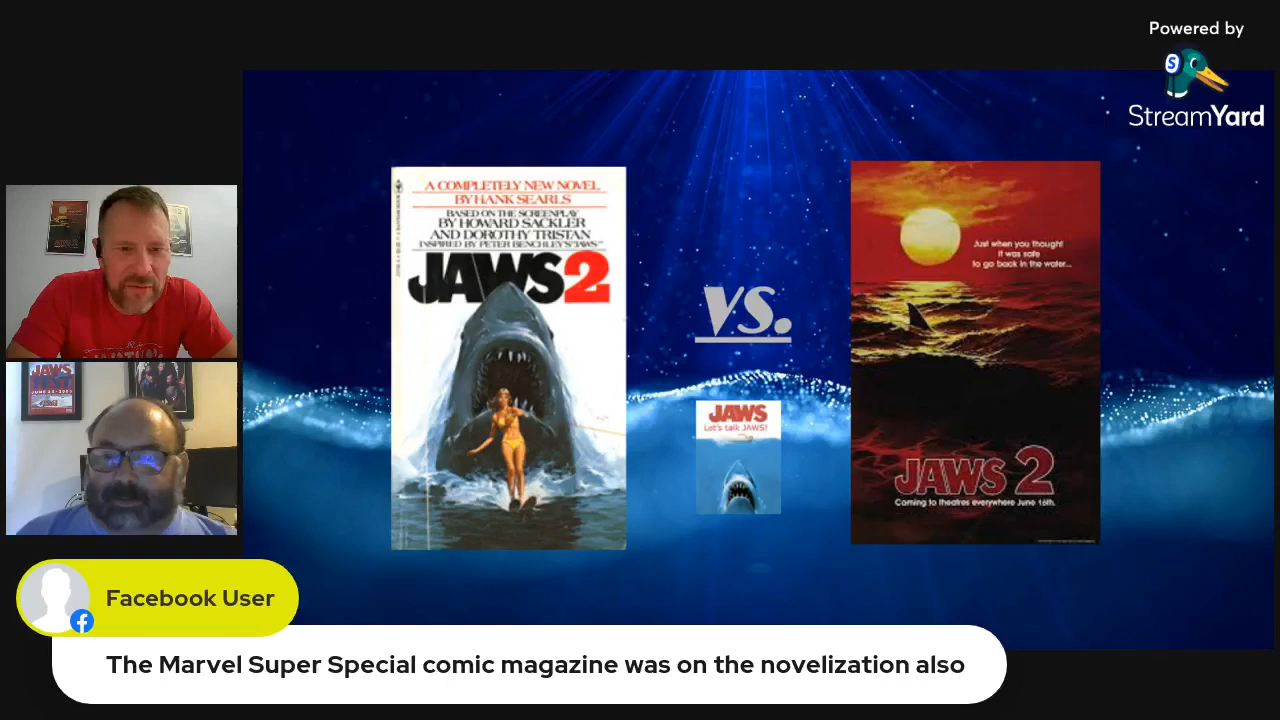 Powered by
StreamYard
A COMPLETELY NEW NOVEL
BY HANK SEARLS
BASED ON THE SCREENPLAY
BY HOWARD SACKLER
AND DOROTHY TRISTAN
INSPIRED BY PETER BENCHLEY'S "JAWS"
JAWS 2
vs.
JAWS
Let's talk JAWS!
Just when you thought
it was safe
to go back in the water...
JAWS 2
Coming to theatres everywhere June 16th.
JAWS
Facebook User
The Marvel Super Special comic magazine was on the novelization also